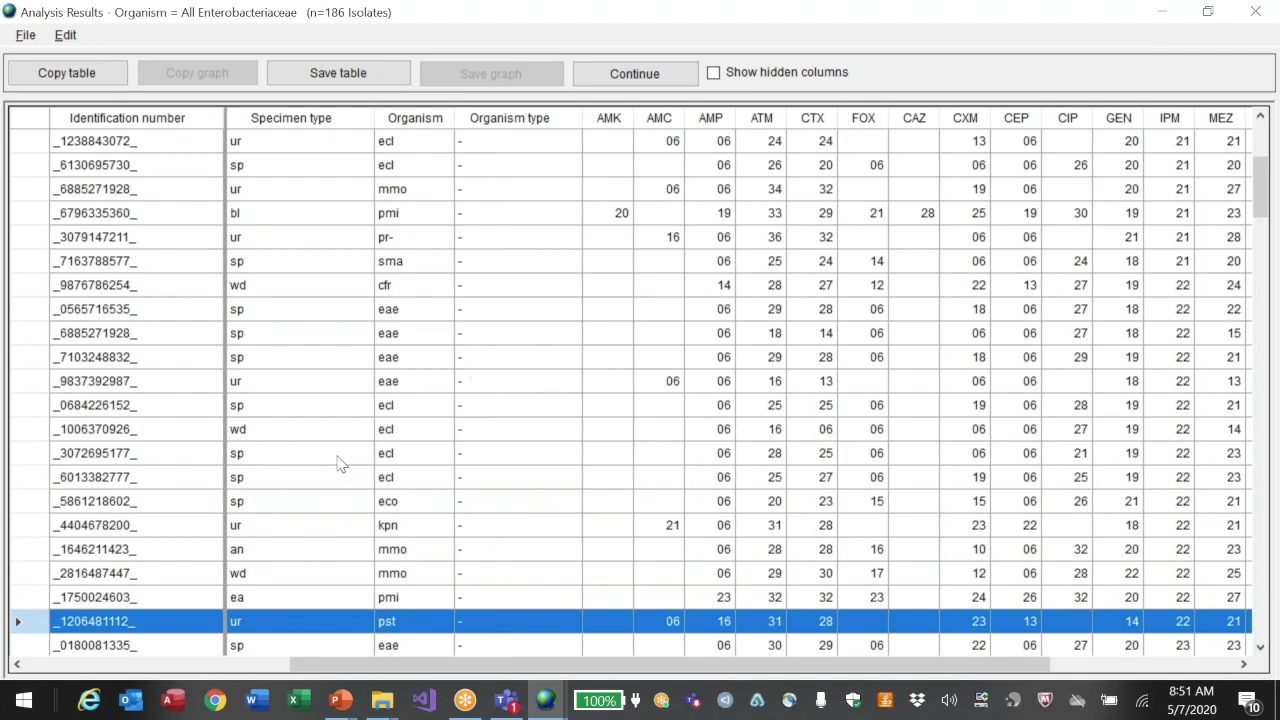 Analysis Results - Organism = All Enterobacteriaceae (n=186 Isolates)
File Edit
Copy table Copy graph Save table Save graph Continue Show hidden columns
Identification number Specimen type Organism Organism type AMK AMC AMP ATM CTX FOX CAZ CXM CEP CIP GEN IPM MEZ
_1238843072_ ur ecl - 06 06 24 24 13 06 20 21 21
_6130695730_ sp ecl - 06 26 20 06 06 06 26 20 21 20
_6885271928_ ur mmo - 06 06 34 32 19 06 20 21 27
_6796335360_ bl pmi - 20 19 33 29 21 28 25 19 30 19 21 23
_3079147211_ ur pr- - 16 06 36 32 06 06 21 21 28
_7163788577_ sp sma - 06 25 24 14 06 06 24 18 21 20
_9876786254_ wd cfr - 14 28 27 12 22 13 27 19 22 24
_0565716535_ sp eae - 06 29 28 06 18 06 27 18 22 22
_6885271928_ sp eae - 06 18 14 06 06 06 27 18 22 15
_7103248832_ sp eae - 06 29 28 06 18 06 29 19 22 21
_9837392987_ ur eae - 06 06 16 13 06 06 18 22 13
_0684226152_ sp ecl - 06 25 25 06 19 06 28 19 22 21
_1006370926_ wd ecl - 06 16 06 06 06 06 27 19 22 14
_3072695177_ sp ecl - 06 28 25 06 06 06 21 19 22 23
_6013382777_ sp ecl - 06 25 27 06 19 06 25 19 22 23
_5861218602_ sp eco - 06 20 23 15 15 06 26 21 22 21
_4404678200_ ur kpn - 21 06 31 28 23 22 18 22 21
_1646211423_ an mmo - 06 28 28 16 10 06 32 20 22 23
_2816487447_ wd mmo - 06 29 30 17 12 06 28 22 22 25
_1750024603_ ea pmi - 23 32 32 23 24 26 32 20 22 27
_1206481112_ ur pst - 06 16 31 28 23 13 14 22 21
_0180081335_ sp eae - 06 30 29 06 22 06 27 20 23 23
100% 8:51 AM
5/7/2020
1
10